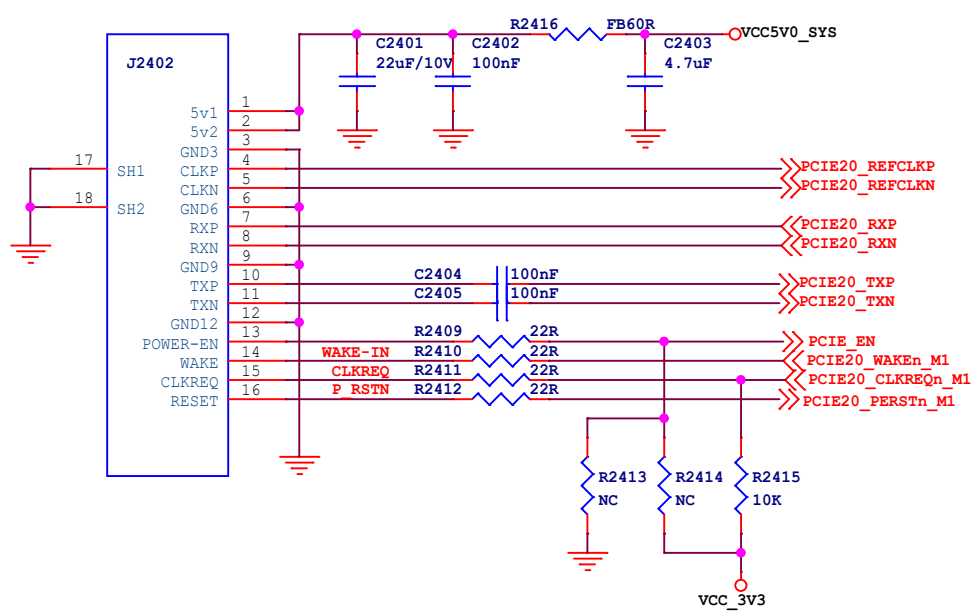 R2416 FB60R
VCC5V0_SYS
C2401 C2402 C2403
22uF/10V 100nF 4.7uF
J2402
5v1 1
5v2 2
GND3 3
17 SH1 CLKP 4 PCIE20_REFCLKP
CLKN 5 PCIE20_REFCLKN
18 SH2 GND6 6
RXP 7 PCIE20_RXP
RXN 8 PCIE20_RXN
GND9 9
TXP 10 C2404 100nF PCIE20_TXP
TXN 11 C2405 100nF PCIE20_TXN
GND12 12
POWER-EN 13 R2409 22R PCIE_EN
WAKE 14 WAKE-IN R2410 22R PCIE20_WAKEn_M1
CLKREQ 15 CLKREQ R2411 22R PCIE20_CLKREQn_M1
RESET 16 P_RSTN R2412 22R PCIE20_PERSTn_M1
R2413 R2414 R2415
NC NC 10K
VCC_3V3